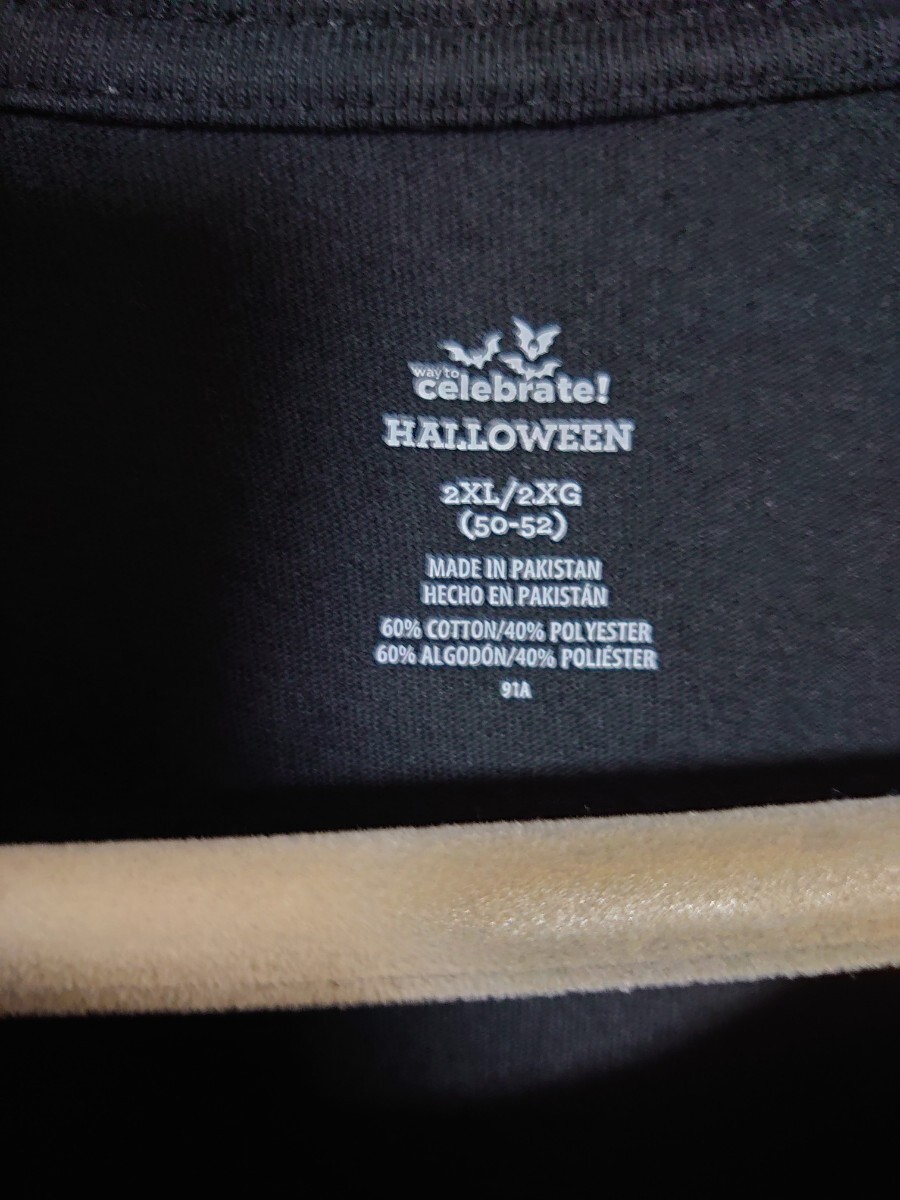 way to
celebrate!
HALLOWEEN
2XL/2XG
(50-52)
MADE IN PAKISTAN
HECHO EN PAKISTÁN
60% COTTON/40% POLYESTER
60% ALGODÓN/40% POLIÉSTER
91A